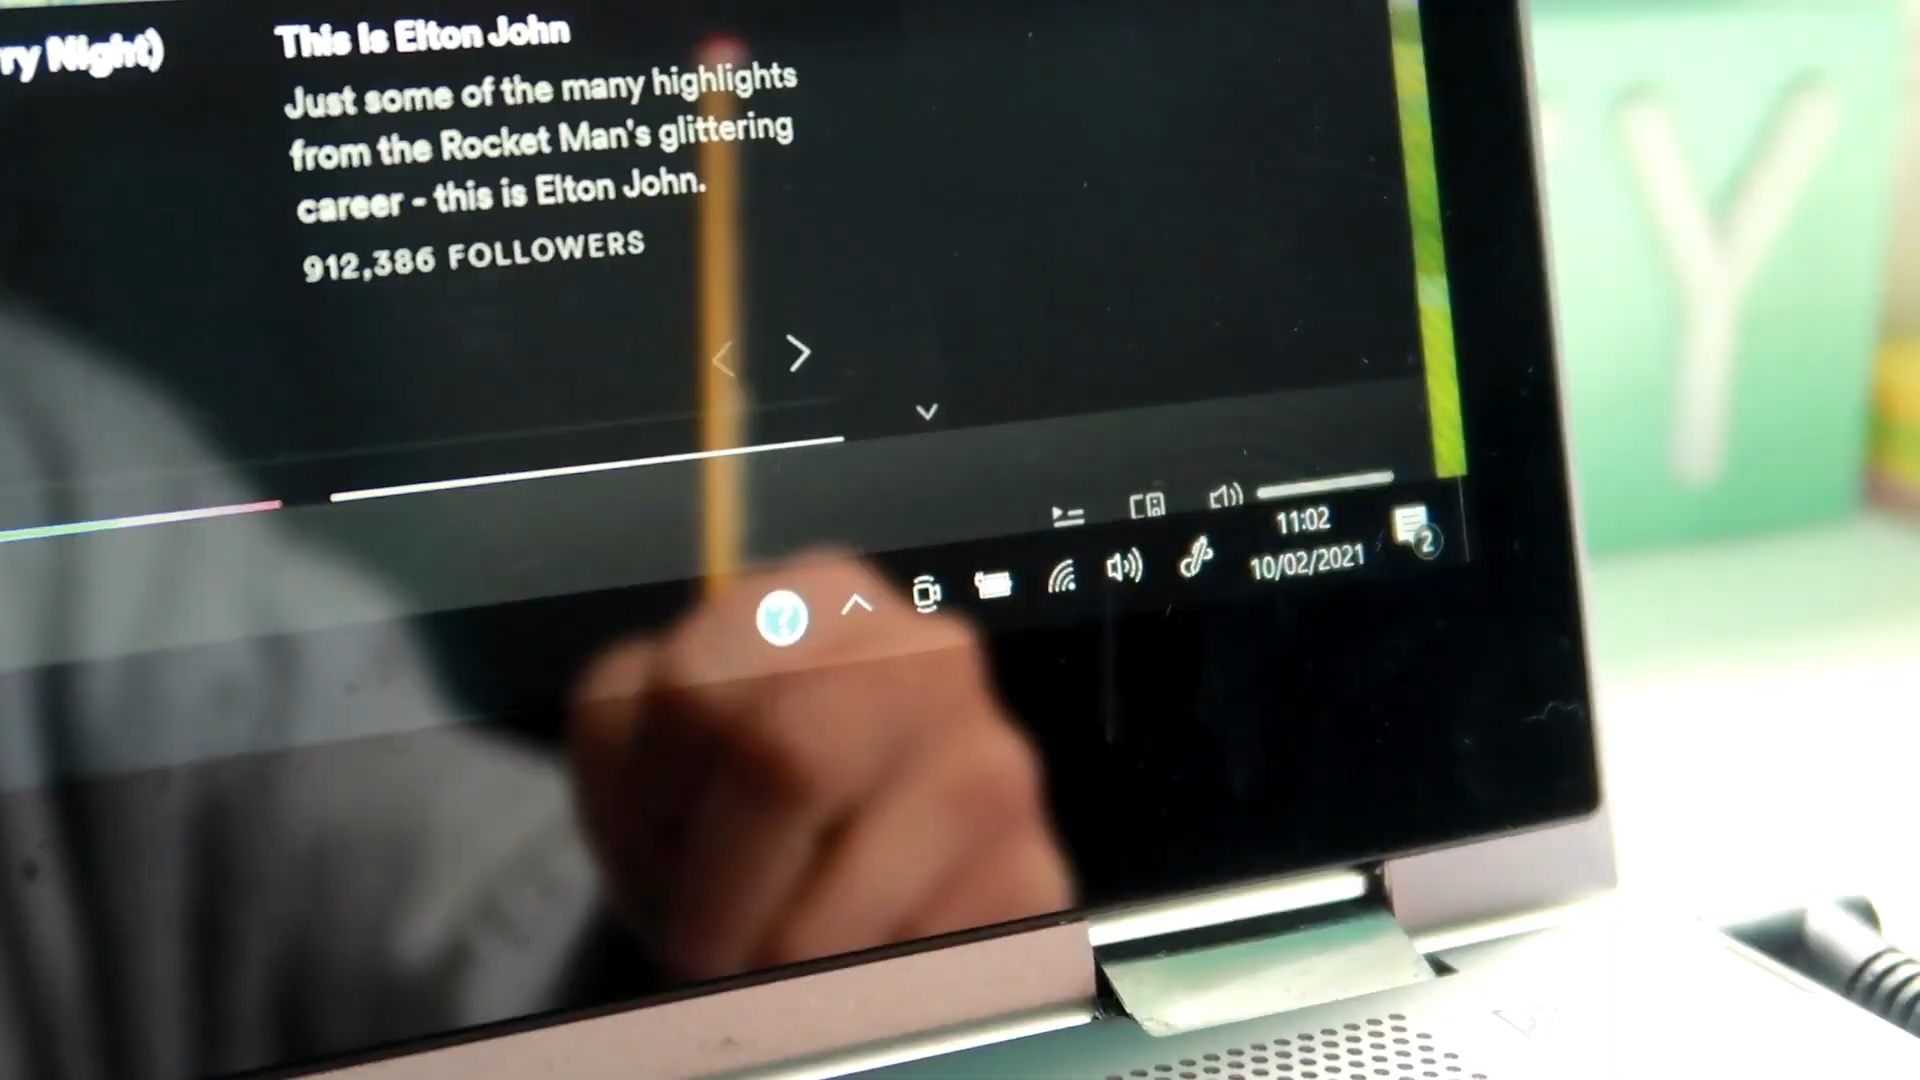 ry Night)
This Is Elton John
Just some of the many highlights
from the Rocket Man's glittering
career - this is Elton John.
912,386 FOLLOWERS
11:02
10/02/2021
2
?
Y